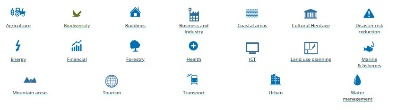 Agriculture
Biodiversity
Buildings
Business and
Industry
Coastal areas
Cultural Heritage
Disaster risk
reduction
Energy
Financial
Forestry
Health
ICT
Land use planning
Marine
& fisheries
Mountain areas
Tourism
Transport
Urban
Water
management